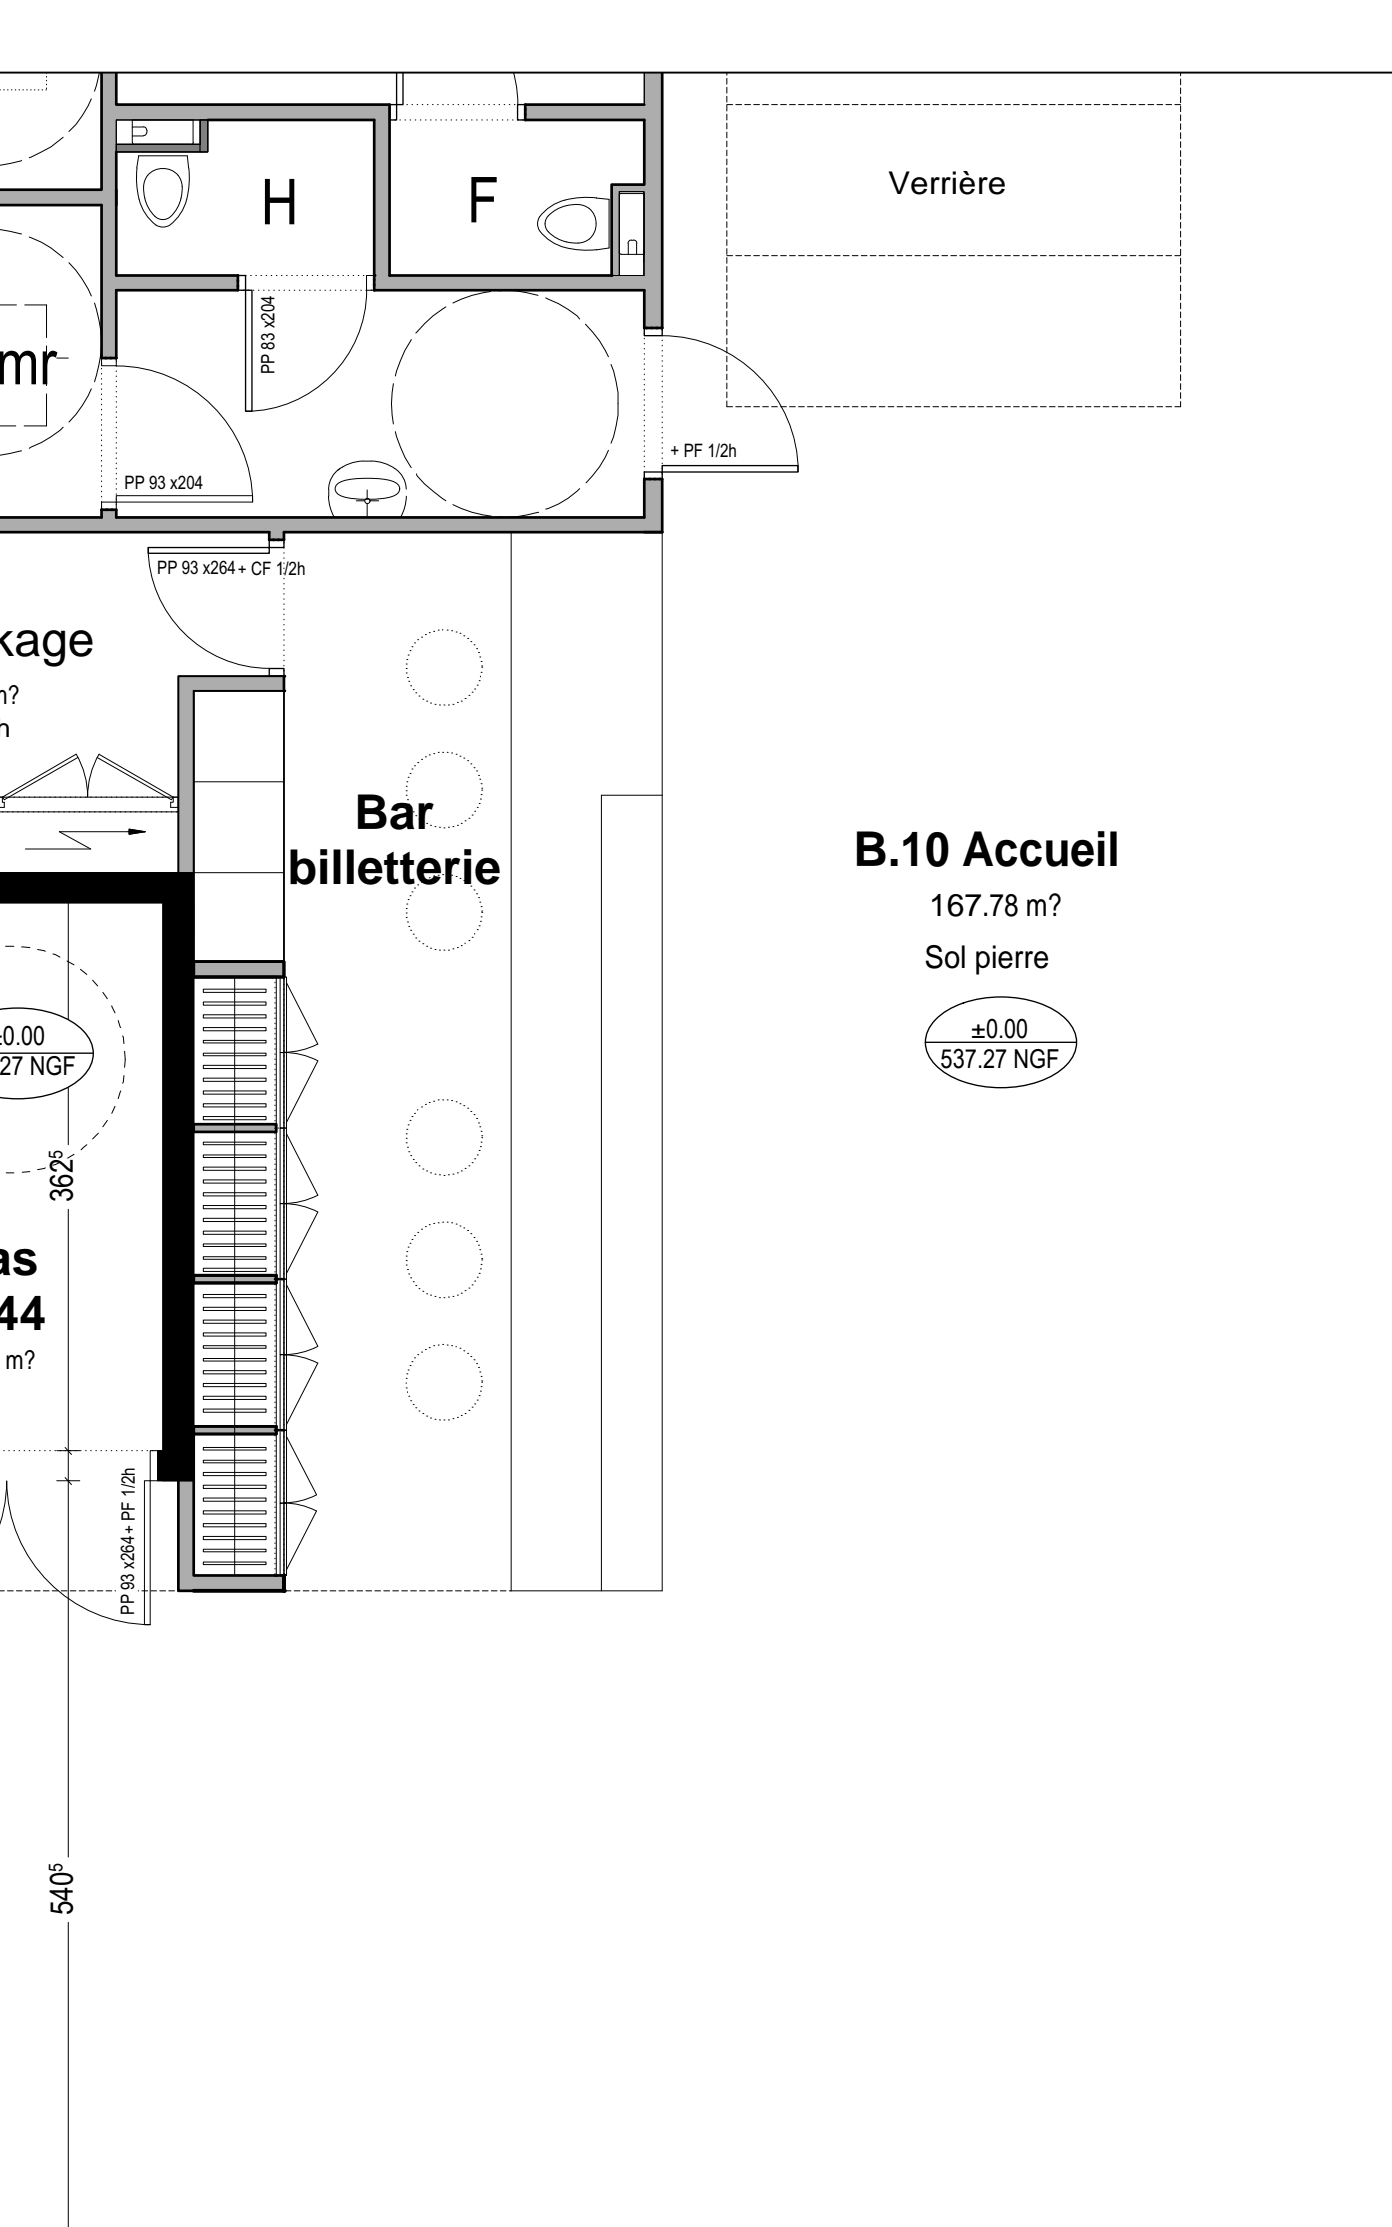 Verrière
H
F
PP 83 x204
mr
+ PF 1/2h
PP 93 x204
PP 93 x264 + CF 1/2h
kage
m?
h
Bar
billetterie
B.10 Accueil
167.78 m?
Sol pierre
±0.00
537.27 NGF
±0.00
27 NGF
362⁵
as
44
m?
PP 93 x264 + PF 1/2h
540⁵